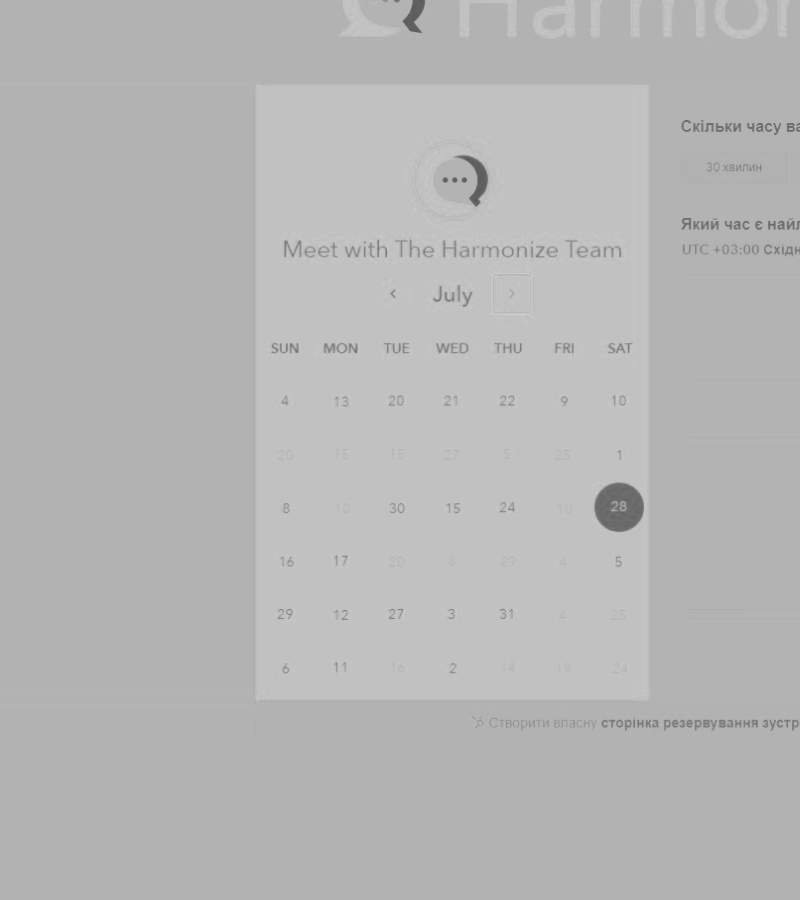 Harmon
Скільки часу ва
30 хвилин
Meet with The Harmonize Team
Який час є найл
UTC +03:00 Східн
July
SUN MON TUE WED THU FRI SAT
4 13 20 21 22 9 10
20 15 15 27 5 25 1
8 10 30 15 24 10 28
16 17 20 8 29 4 5
29 12 27 3 31 4 25
6 11 16 2 14 19 24
Створити власну сторінка резервування зустр